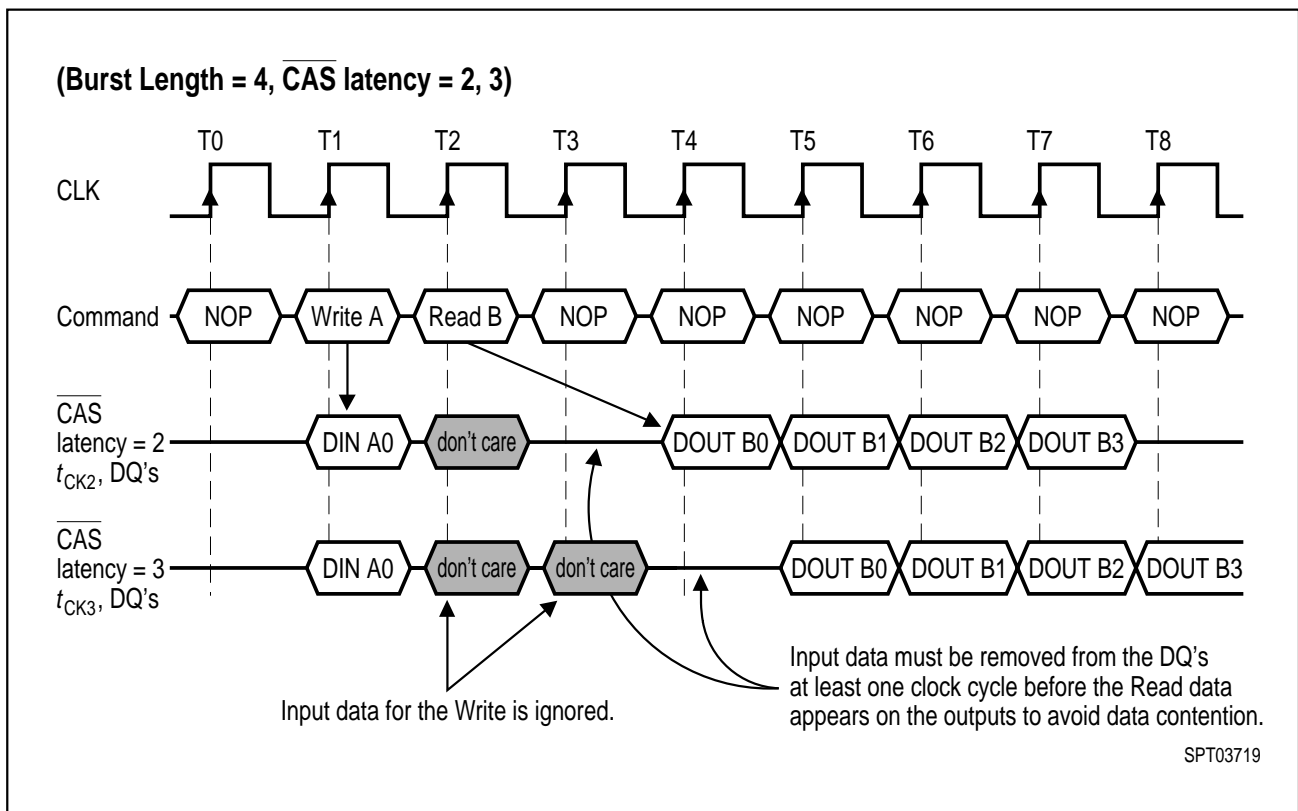 (Burst Length = 4, CAS latency = 2, 3)
T0 T1 T2 T3 T4 T5 T6 T7 T8
CLK
Command NOP Write A Read B NOP NOP NOP NOP NOP NOP
CAS
latency = 2
tCK2, DQ's
DIN A0 don't care DOUT B0 DOUT B1 DOUT B2 DOUT B3
CAS
latency = 3
tCK3, DQ's
DIN A0 don't care don't care DOUT B0 DOUT B1 DOUT B2 DOUT B3
Input data for the Write is ignored.
Input data must be removed from the DQ's
at least one clock cycle before the Read data
appears on the outputs to avoid data contention.
SPT03719